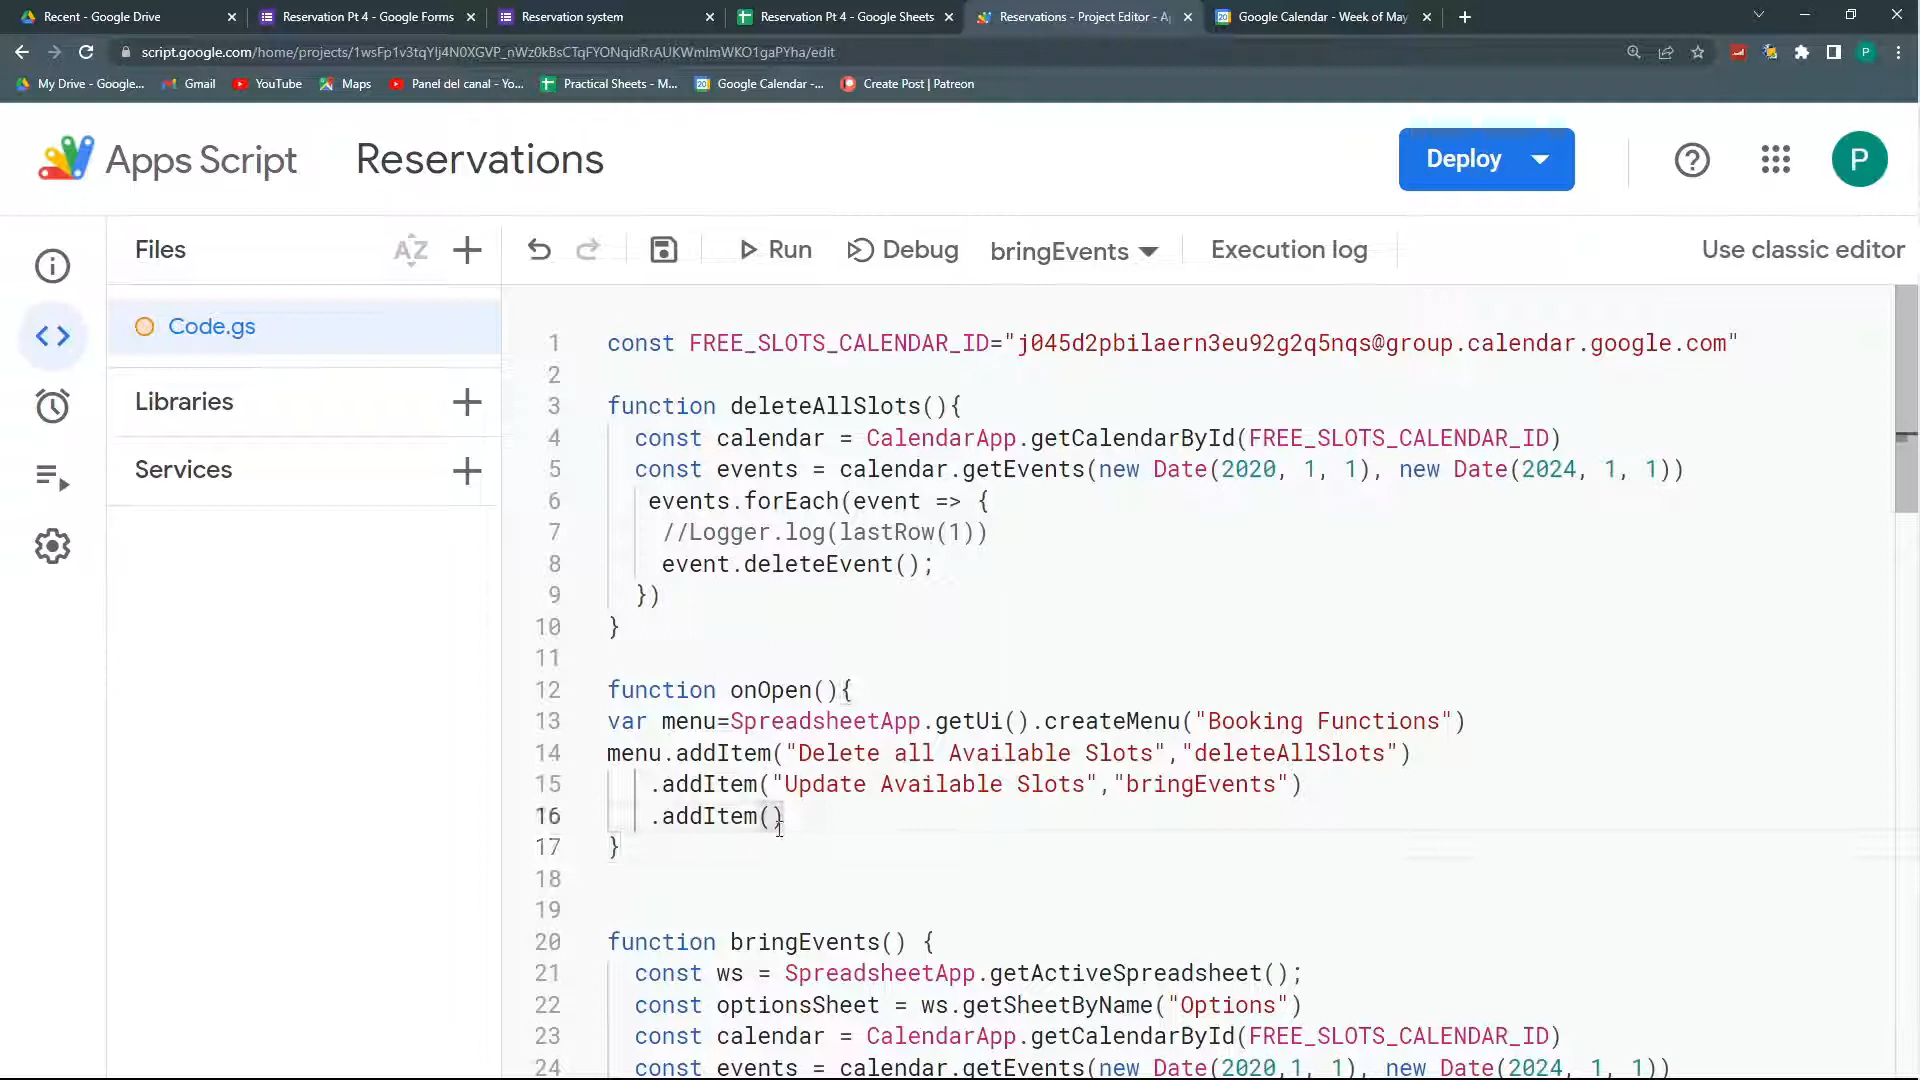 Recent - Google Drive
Reservation Pt 4 - Google Forms
Reservation system
Reservation Pt 4 - Google Sheets
Reservations - Project Editor - A
Google Calendar - Week of May
script.google.com/home/projects/1wsFp1v3tqYlj4N0XGVP_nWz0kBsCTqFYONqidRrAUKWmImWKO1gaPYha/edit
P
My Drive - Google...
Gmail
YouTube
Maps
Panel del canal - Yo...
Practical Sheets - M...
Google Calendar -...
Create Post | Patreon
Apps Script
Reservations
Deploy
P
Files
AZ
Run
Debug
bringEvents
Execution log
Use classic editor
Code.gs
Libraries
Services
1 const FREE_SLOTS_CALENDAR_ID="j045d2pbilaern3eu92g2q5nqs@group.calendar.google.com"
2
3 function deleteAllSlots(){
4 const calendar = CalendarApp.getCalendarById(FREE_SLOTS_CALENDAR_ID)
5 const events = calendar.getEvents(new Date(2020, 1, 1), new Date(2024, 1, 1))
6 events.forEach(event => {
7 //Logger.log(lastRow(1))
8 event.deleteEvent();
9 })
10 }
11
12 function onOpen(){
13 var menu=SpreadsheetApp.getUi().createMenu("Booking Functions")
14 menu.addItem("Delete all Available Slots","deleteAllSlots")
15 .addItem("Update Available Slots","bringEvents")
16 .addItem()
17 }
18
19
20 function bringEvents() {
21 const ws = SpreadsheetApp.getActiveSpreadsheet();
22 const optionsSheet = ws.getSheetByName("Options")
23 const calendar = CalendarApp.getCalendarById(FREE_SLOTS_CALENDAR_ID)
24 const events = calendar.getEvents(new Date(2020,1, 1), new Date(2024, 1, 1))